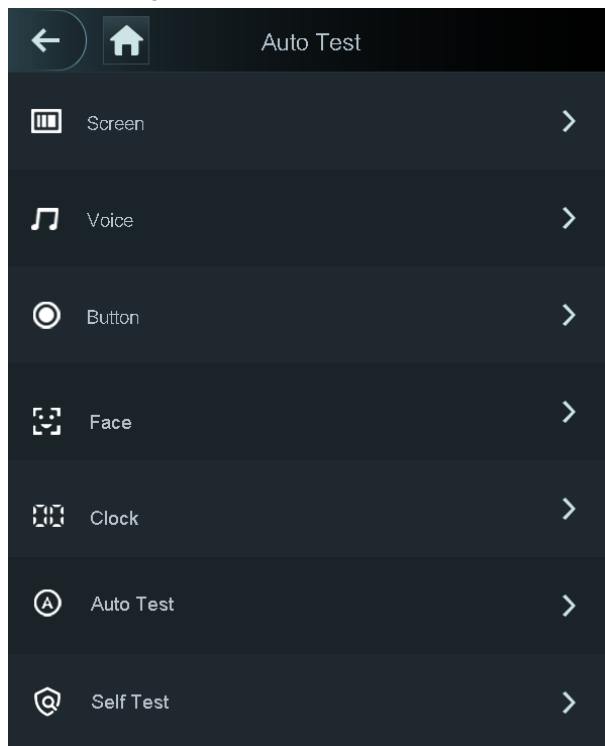 Auto Test
Screen
Voice
Button
Face
Clock
Auto Test
Self Test